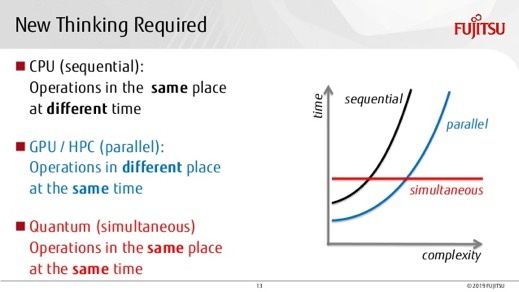 New Thinking Required
FUJITSU
CPU (sequential):
Operations in the same place
at different time
GPU / HPC (parallel):
Operations in different place
at the same time
Quantum (simultaneous)
Operations in the same place
at the same time
time
sequential
parallel
simultaneous
complexity
13
© 2019 FUJITSU